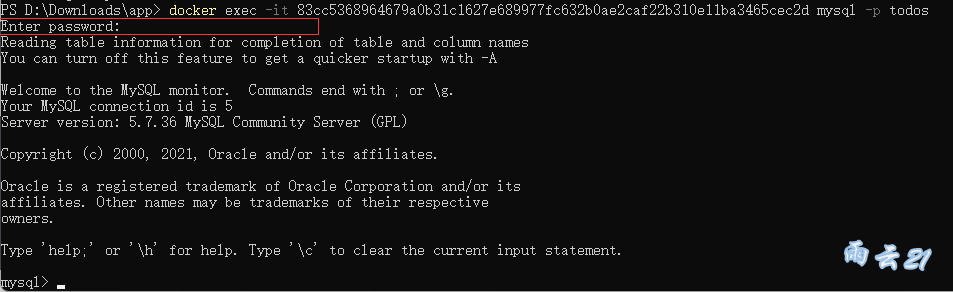 PS D:\Downloads\app> docker exec -it 83cc5368964679a0b31c1627e689977fc632b0ae2caf22b310e11ba3465cec2d mysql -p todos
Enter password:
Reading table information for completion of table and column names
You can turn off this feature to get a quicker startup with -A
Welcome to the MySQL monitor.  Commands end with ; or \g.
Your MySQL connection id is 5
Server version: 5.7.36 MySQL Community Server (GPL)
Copyright (c) 2000, 2021, Oracle and/or its affiliates.
Oracle is a registered trademark of Oracle Corporation and/or its
affiliates. Other names may be trademarks of their respective
owners.
Type 'help;' or '\h' for help. Type '\c' to clear the current input statement.
雨云21
mysql>